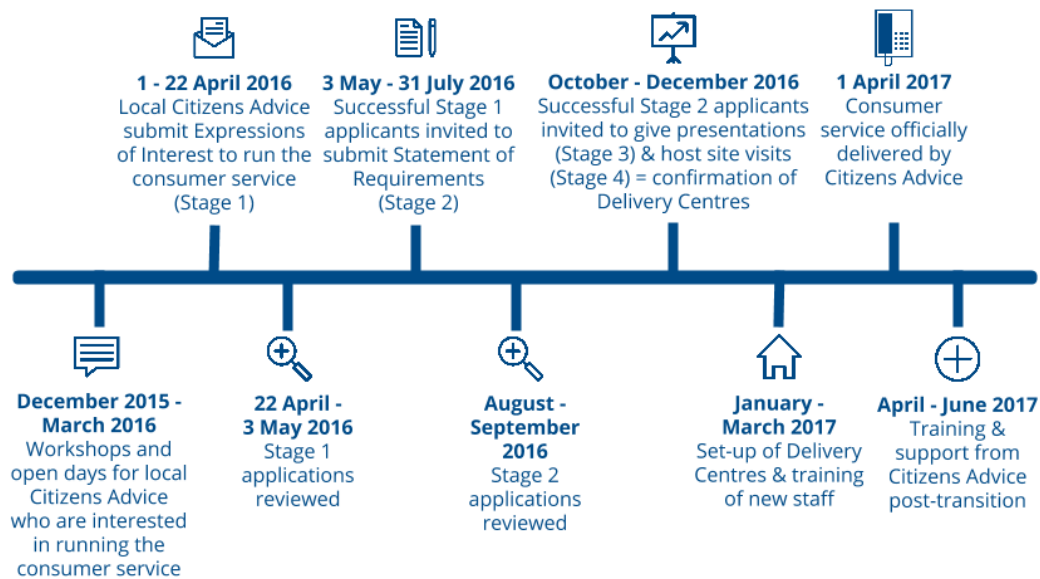 1 - 22 April 2016
Local Citizens Advice
submit Expressions
of Interest to run the
consumer service
(Stage 1)
3 May - 31 July 2016
Successful Stage 1
applicants invited to
submit Statement of
Requirements
(Stage 2)
October - December 2016
Successful Stage 2 applicants
invited to give presentations
(Stage 3) & host site visits
(Stage 4) = confirmation of
Delivery Centres
1 April 2017
Consumer
service officially
delivered by
Citizens Advice
December 2015 -
March 2016
Workshops and
open days for local
Citizens Advice
who are interested
in running the
consumer service
22 April -
3 May 2016
Stage 1
applications
reviewed
August -
September
2016
Stage 2
applications
reviewed
January -
March 2017
Set-up of Delivery
Centres & training
of new staff
April - June 2017
Training &
support from
Citizens Advice
post-transition